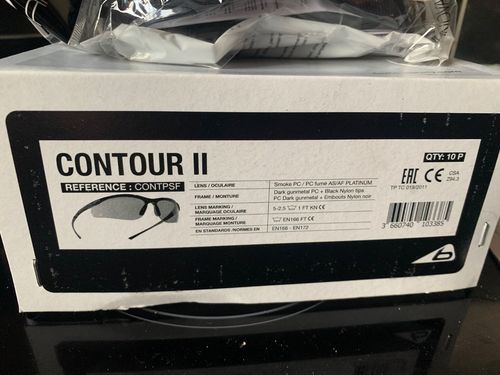 CONTOUR II
REFERENCE : CONTPSF
LENS / OCULAIRE
Smoke PC / PC fumé AS/AF PLATINUM
FRAME / MONTURE
Dark gunmetal PC + Black Nylon tips
PC Dark gunmetal + Embouts Nylon noir
LENS MARKING /
MARQUAGE OCULAIRE
5-2,5 1 FT KN CE
FRAME MARKING /
MARQUAGE MONTURE
EN166 FT CE
EN STANDARDS /NORMES EN
EN166 - EN172
QTY: 10 P
EAC CE CSA
Z94.3
TP TC 019/2011
3 660740 103385
b